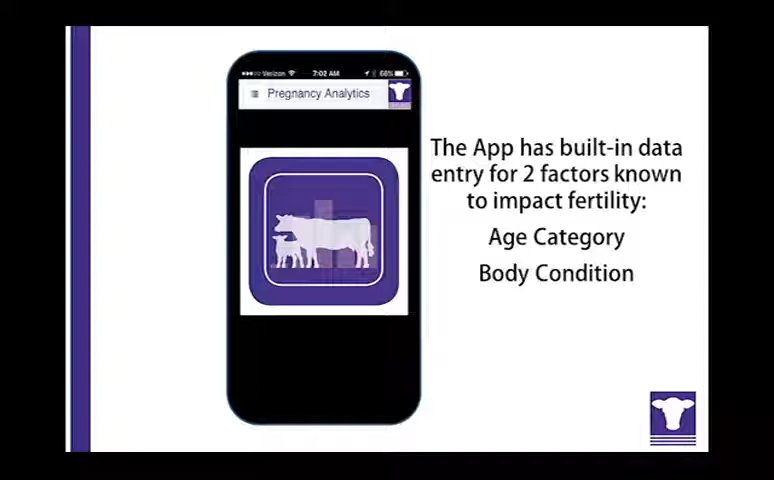 Verizon 7:02 AM 66%
Pregnancy Analytics
The App has built-in data
entry for 2 factors known
to impact fertility:
Age Category
Body Condition